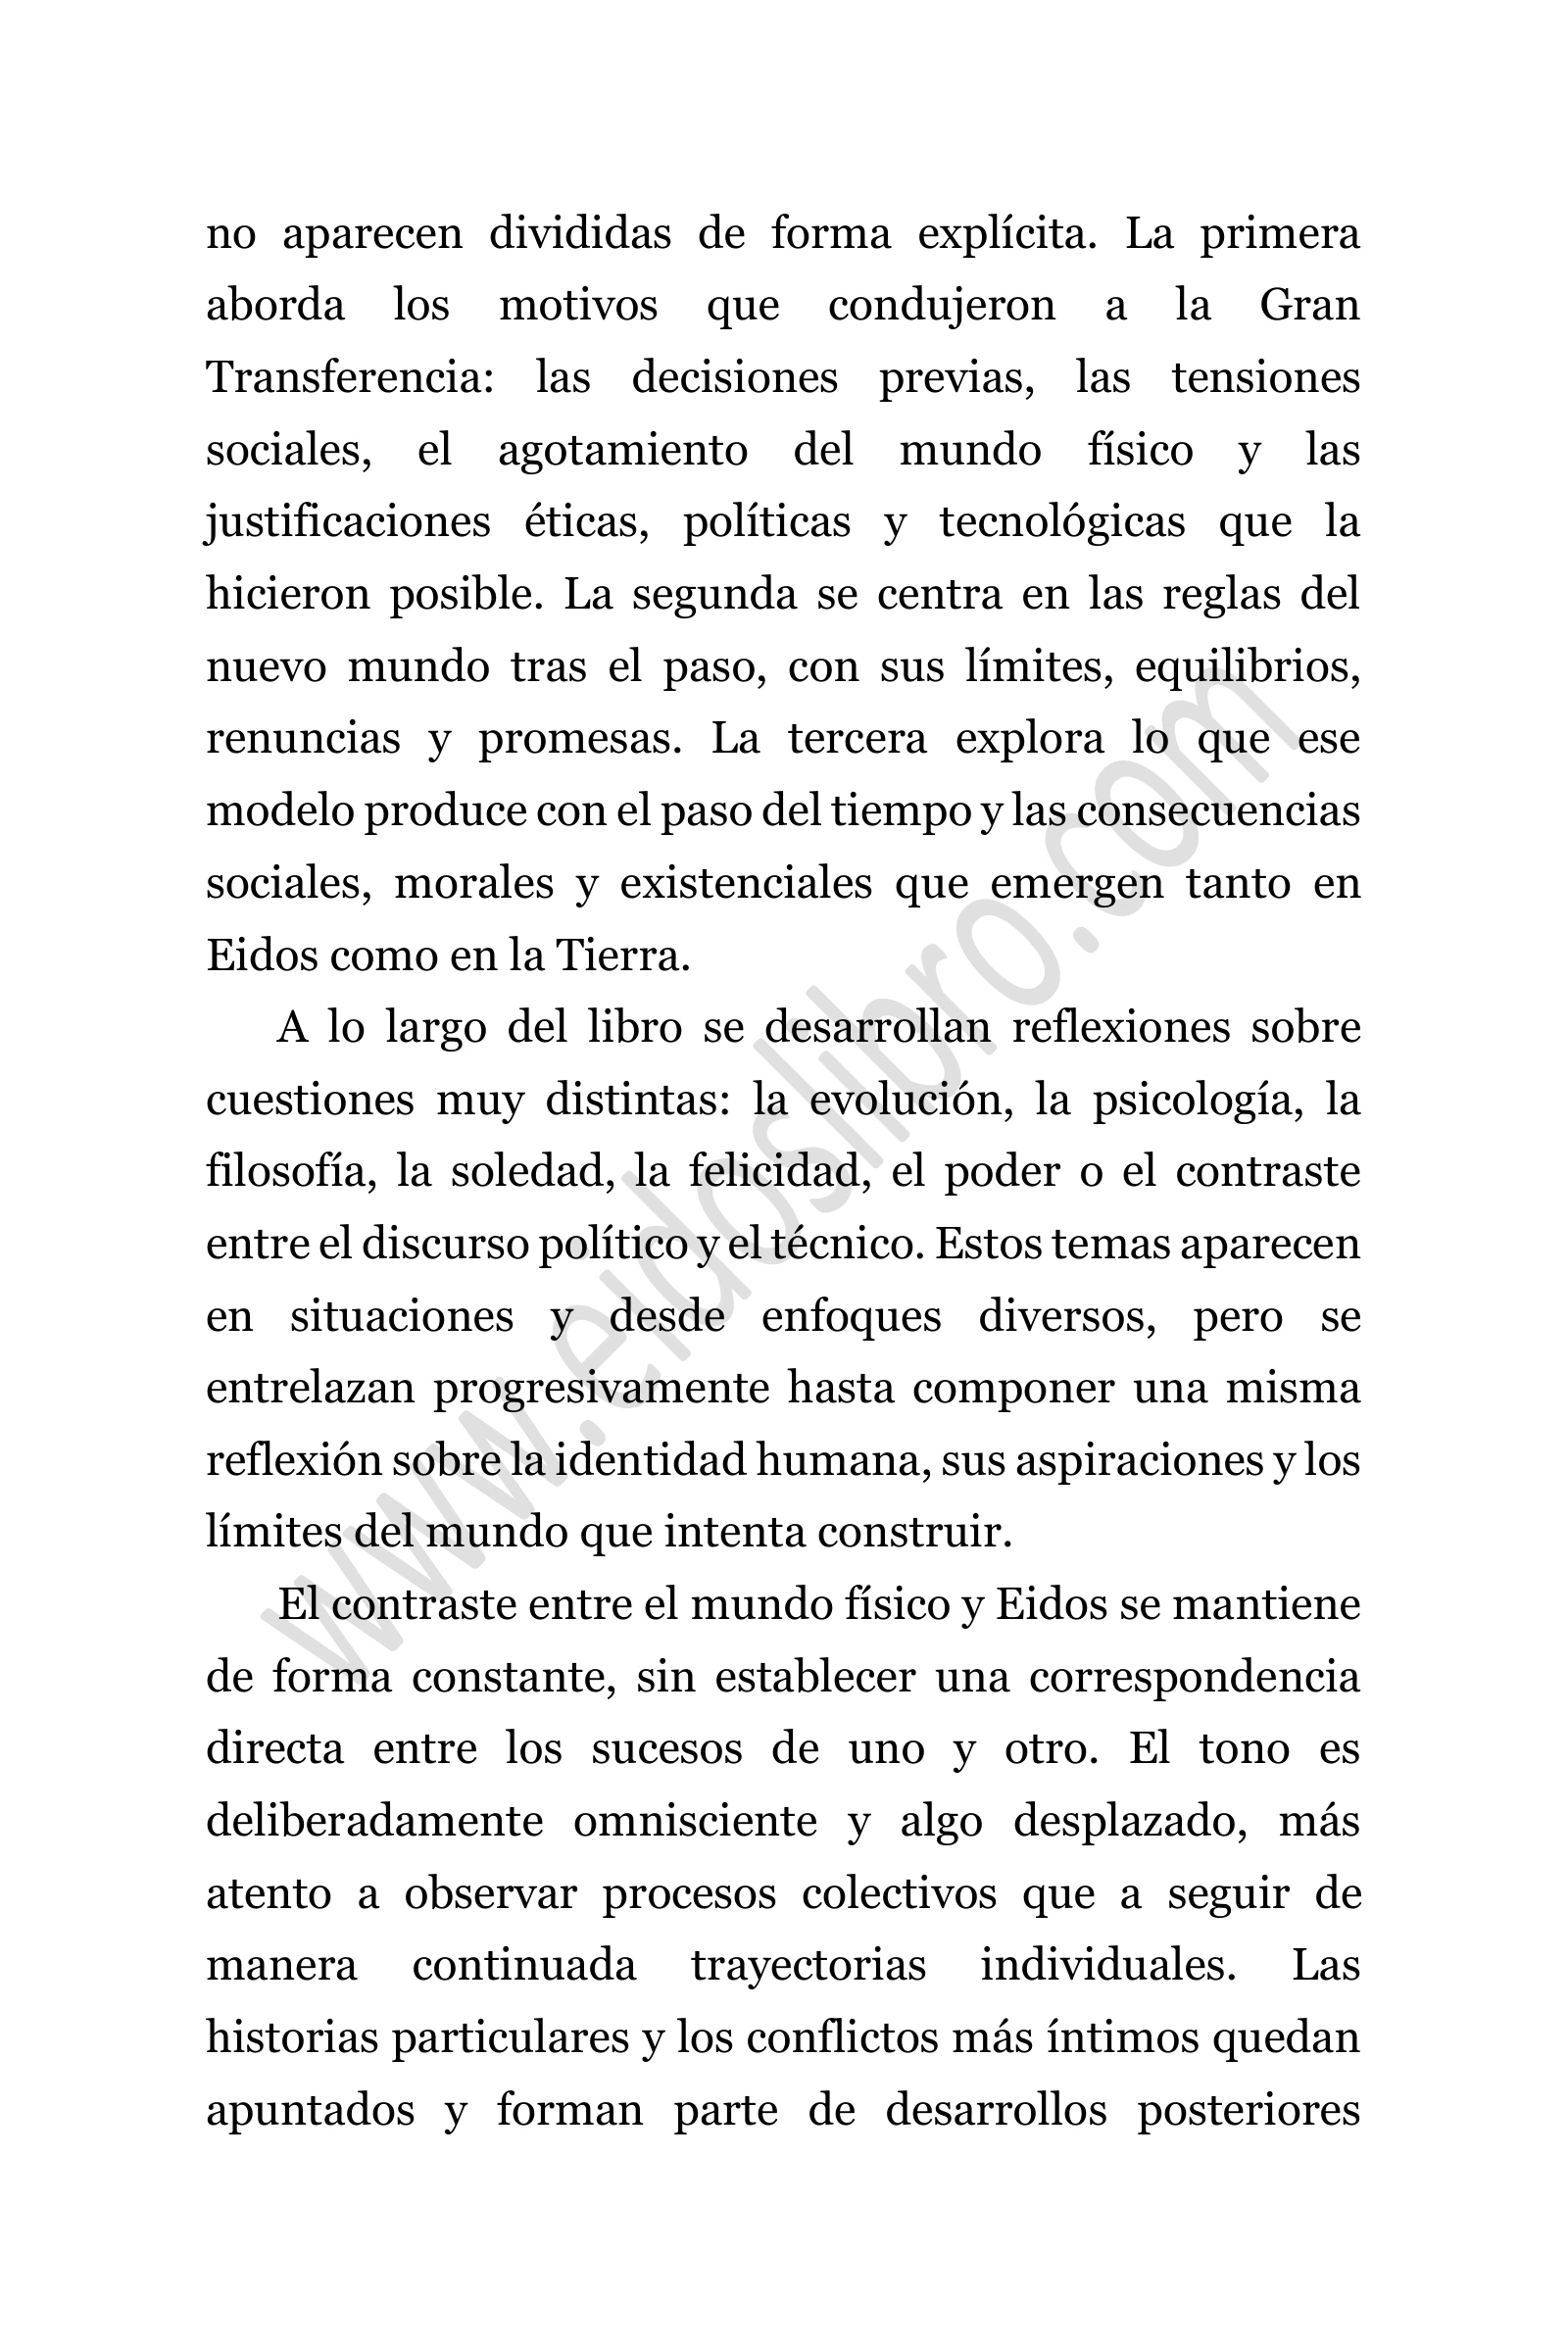 no aparecen divididas de forma explícita. La primera
aborda los motivos que condujeron a la Gran
Transferencia: las decisiones previas, las tensiones
sociales, el agotamiento del mundo físico y las
justificaciones éticas, políticas y tecnológicas que la
hicieron posible. La segunda se centra en las reglas del
nuevo mundo tras el paso, con sus límites, equilibrios,
renuncias y promesas. La tercera explora lo que ese
modelo produce con el paso del tiempo y las consecuencias
sociales, morales y existenciales que emergen tanto en
Eidos como en la Tierra.
A lo largo del libro se desarrollan reflexiones sobre
cuestiones muy distintas: la evolución, la psicología, la
filosofía, la soledad, la felicidad, el poder o el contraste
entre el discurso político y el técnico. Estos temas aparecen
en situaciones y desde enfoques diversos, pero se
entrelazan progresivamente hasta componer una misma
reflexión sobre la identidad humana, sus aspiraciones y los
límites del mundo que intenta construir.
El contraste entre el mundo físico y Eidos se mantiene
de forma constante, sin establecer una correspondencia
directa entre los sucesos de uno y otro. El tono es
deliberadamente omnisciente y algo desplazado, más
atento a observar procesos colectivos que a seguir de
manera continuada trayectorias individuales. Las
historias particulares y los conflictos más íntimos quedan
apuntados y forman parte de desarrollos posteriores
www.eidoslibro.com